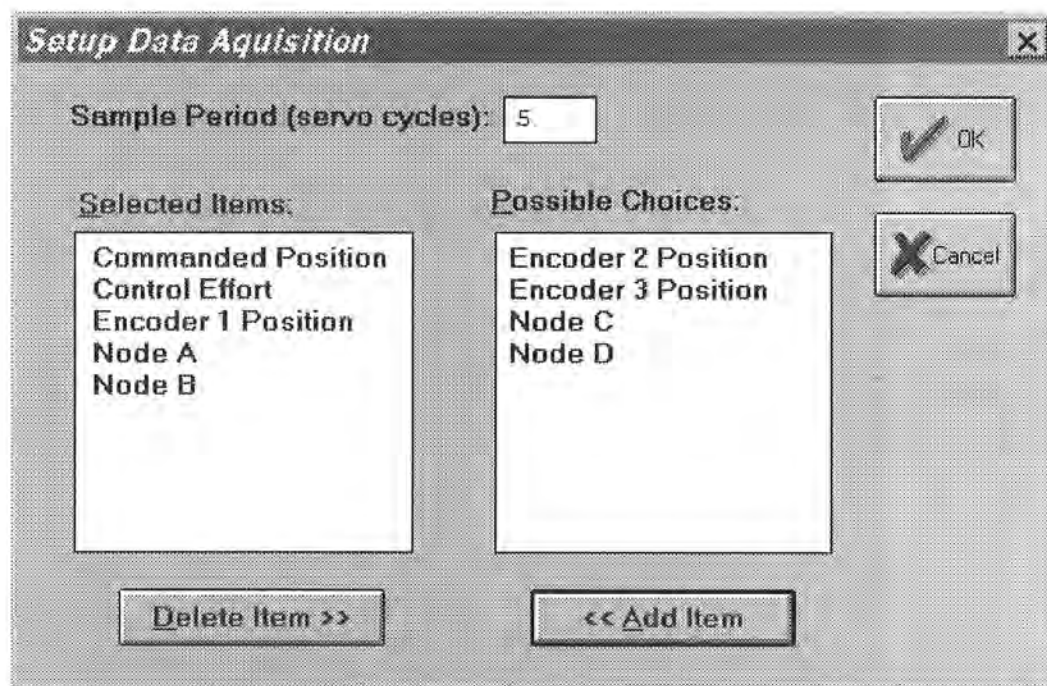 Setup Data Aquisition
Sample Period (servo cycles): 5
OK
Cancel
Selected Items:
Commanded Position
Control Effort
Encoder 1 Position
Node A
Node B
Possible Choices:
Encoder 2 Position
Encoder 3 Position
Node C
Node D
Delete Item >>
<< Add Item